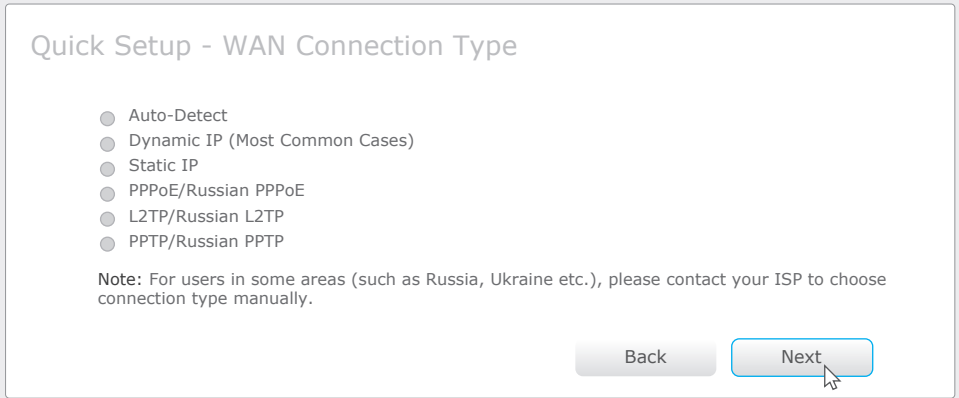 Quick Setup - WAN Connection Type
Auto-Detect
Dynamic IP (Most Common Cases)
Static IP
PPPoE/Russian PPPoE
L2TP/Russian L2TP
PPTP/Russian PPTP
Note: For users in some areas (such as Russia, Ukraine etc.), please contact your ISP to choose
connection type manually.
Back Next